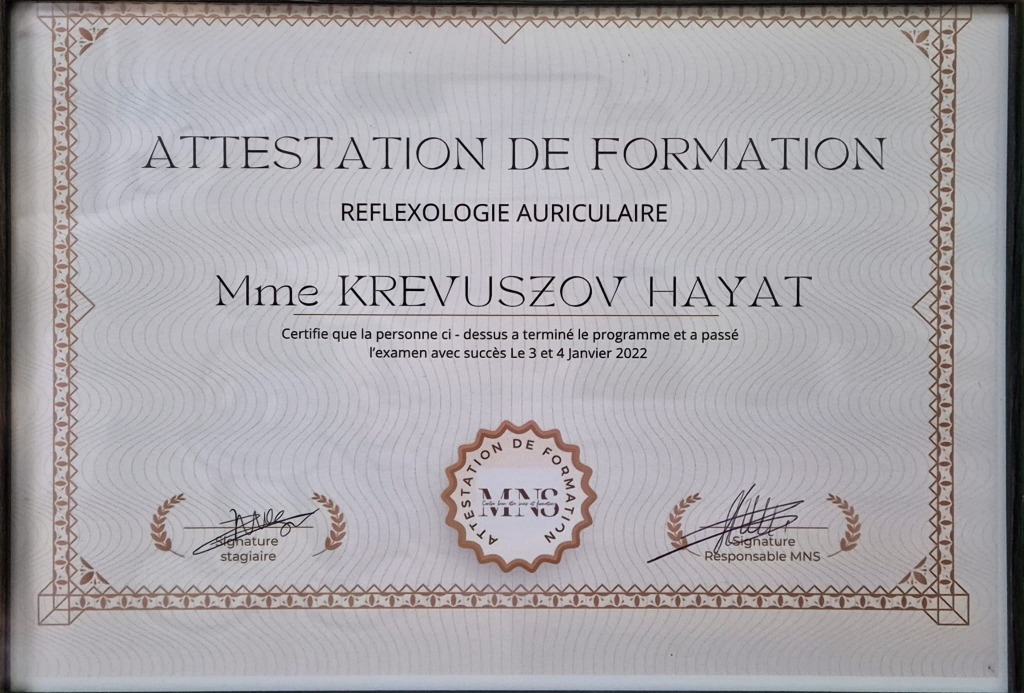 ATTESTATION DE FORMATION
REFLEXOLOGIE AURICULAIRE
Mme KREVUSZOV HAYAT
Certifie que la personne ci - dessus a terminé le programme et a passé
l'examen avec succès Le 3 et 4 Janvier 2022
ATTESTATION DE FORMATION
MNS
Signature
stagiaire
Signature
Responsable MNS